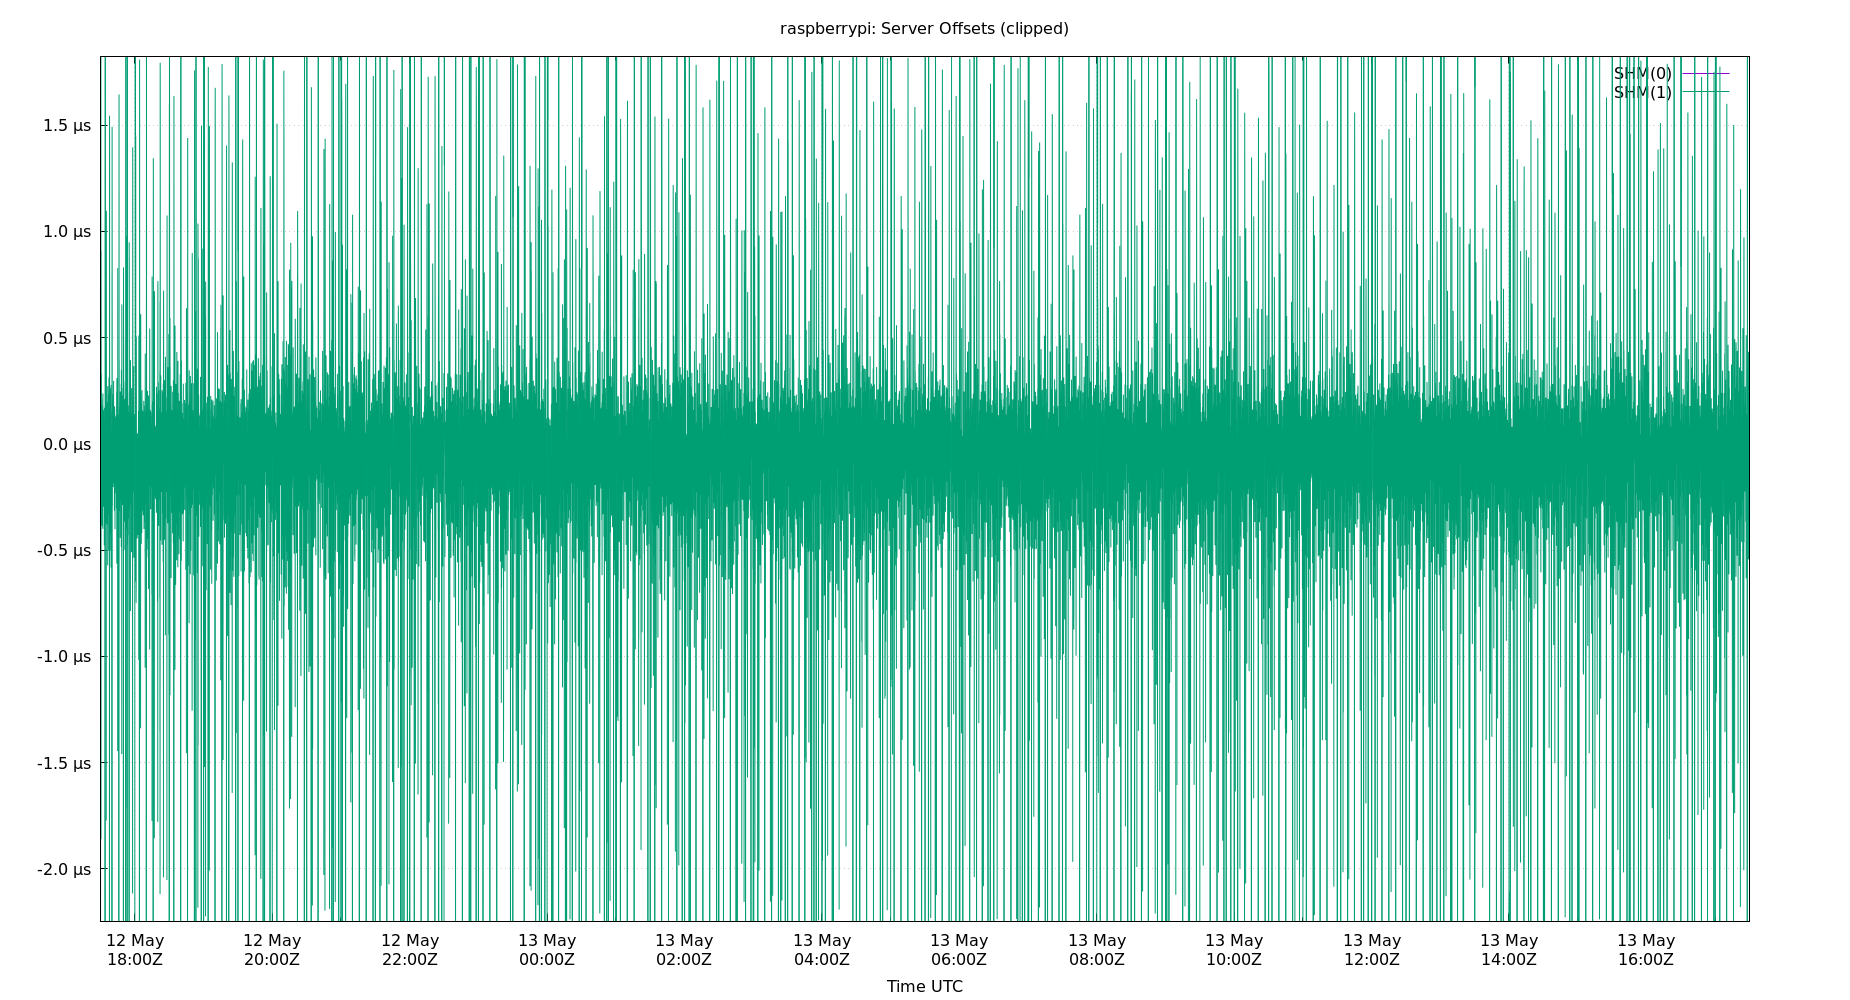 raspberrypi: Server Offsets (clipped)
SHM(0)
SHM(1)
1.5 µs
1.0 µs
0.5 µs
0.0 µs
-0.5 µs
-1.0 µs
-1.5 µs
-2.0 µs
12 May 12 May 12 May 13 May 13 May 13 May 13 May 13 May 13 May 13 May 13 May 13 May
18:00Z 20:00Z 22:00Z 00:00Z 02:00Z 04:00Z 06:00Z 08:00Z 10:00Z 12:00Z 14:00Z 16:00Z
Time UTC